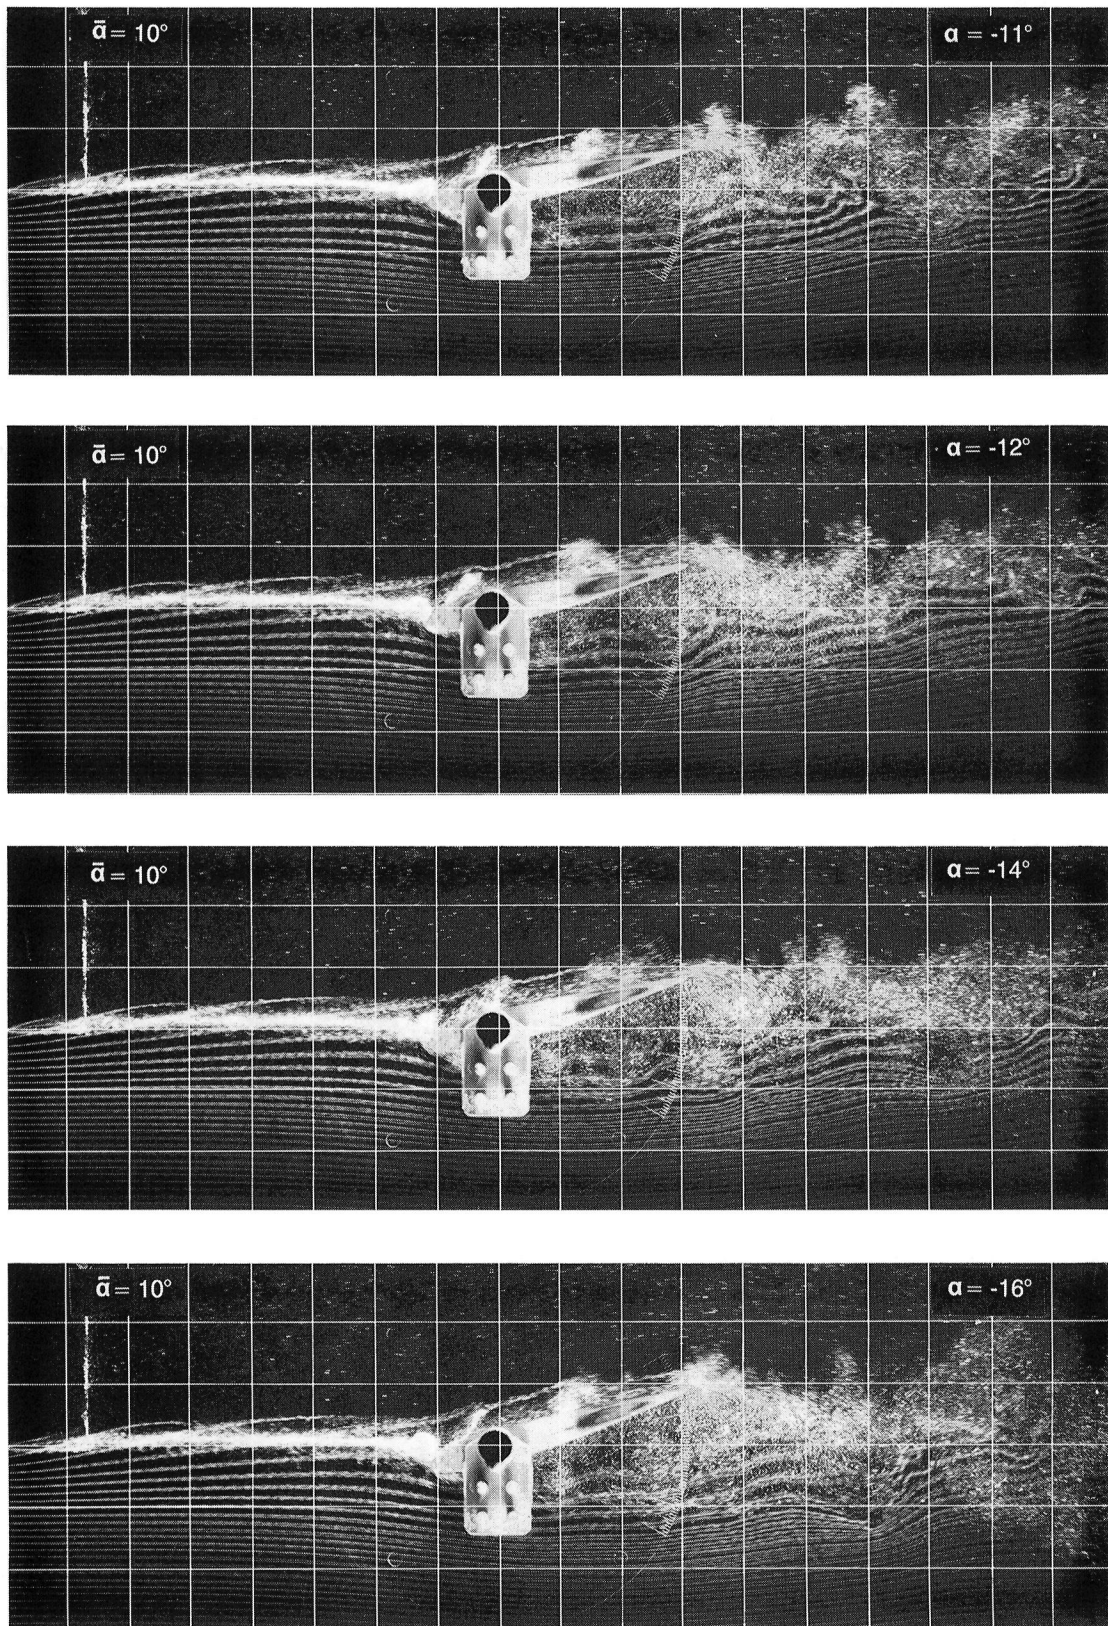 ᾱ = 10° α = -11°
ᾱ = 10° α = -12°
ᾱ = 10° α = -14°
ᾱ = 10° α = -16°